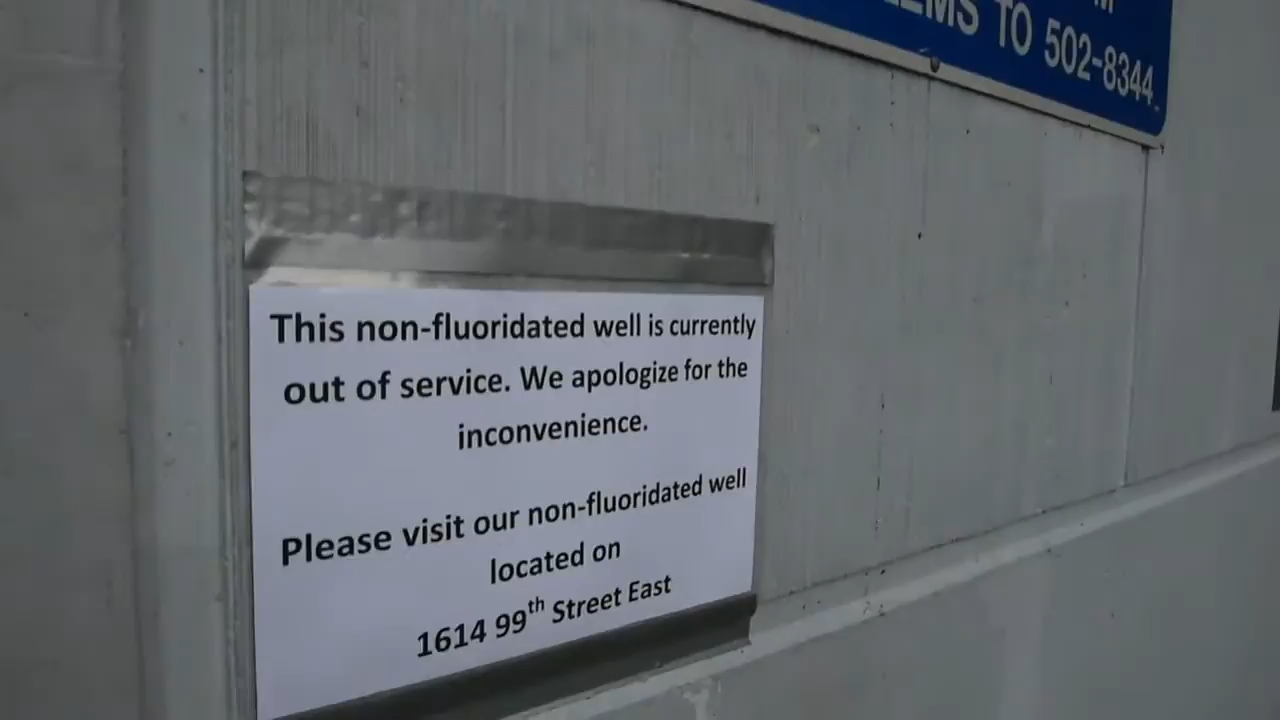 TO 502-8344
This non-fluoridated well is currently
out of service. We apologize for the
inconvenience.
Please visit our non-fluoridated well
located on
1614 99th Street East